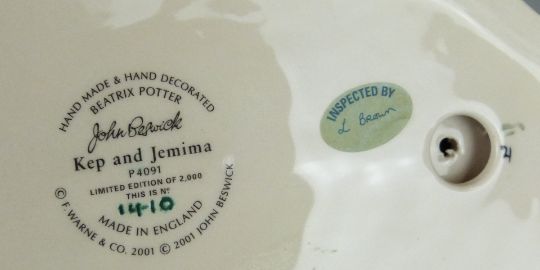 HAND MADE & HAND DECORATED
BEATRIX POTTER
John Beswick
Kep and Jemima
P4091
LIMITED EDITION OF 2,000
THIS IS Nº
1410
MADE IN ENGLAND
© F. WARNE & CO. 2001 © 2001 JOHN BESWICK
INSPECTED BY
L Brown